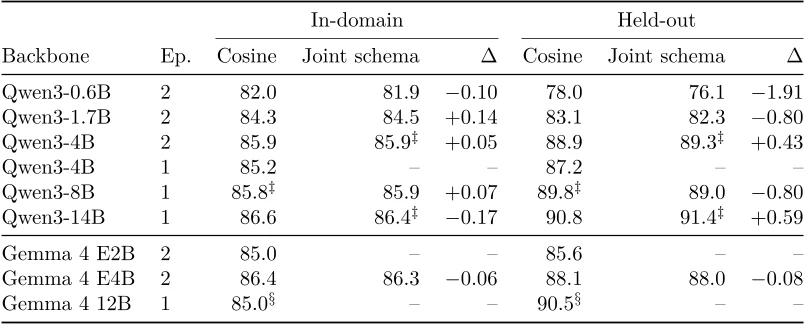 In-domain Held-out
Backbone Ep. Cosine Joint schema Δ Cosine Joint schema Δ
Qwen3-0.6B 2 82.0 81.9 −0.10 78.0 76.1 −1.91
Qwen3-1.7B 2 84.3 84.5 +0.14 83.1 82.3 −0.80
Qwen3-4B 2 85.9 85.9‡ +0.05 88.9 89.3‡ +0.43
Qwen3-4B 1 85.2 – – 87.2 – –
Qwen3-8B 1 85.8‡ 85.9 +0.07 89.8‡ 89.0 −0.80
Qwen3-14B 1 86.6 86.4‡ −0.17 90.8 91.4‡ +0.59
Gemma 4 E2B 2 85.0 – – 85.6 – –
Gemma 4 E4B 2 86.4 86.3 −0.06 88.1 88.0 −0.08
Gemma 4 12B 1 85.0§ – – 90.5§ – –